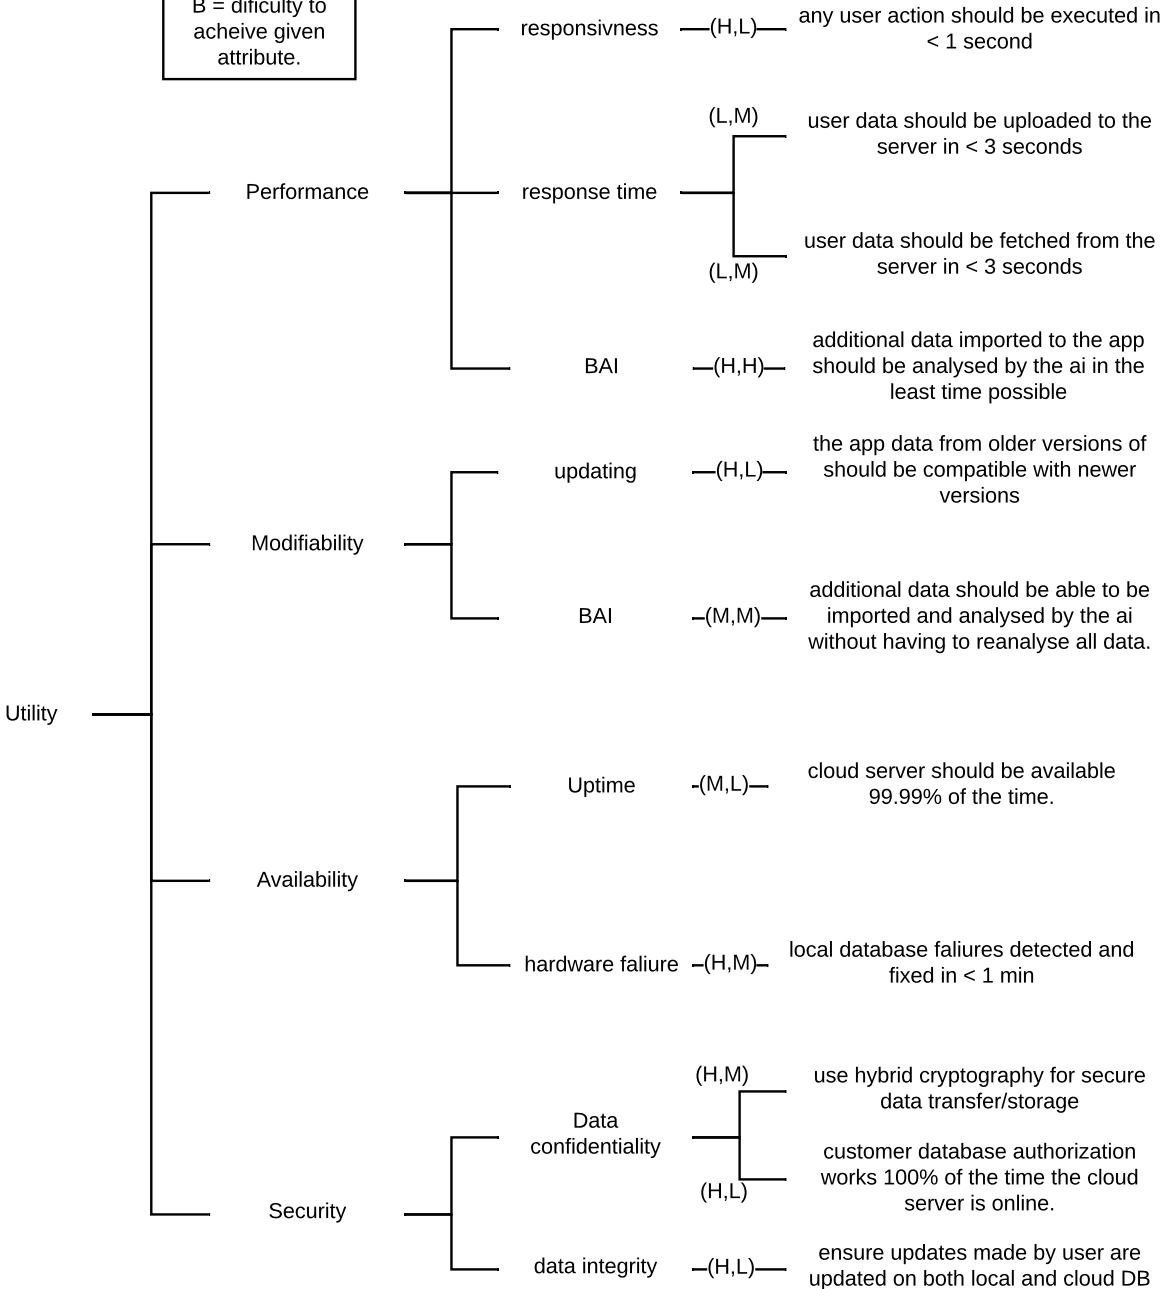 B = dificulty to
acheive given
attribute.
responsivness
(H,L)
any user action should be executed in
< 1 second
(L,M)
user data should be uploaded to the
server in < 3 seconds
Performance
response time
user data should be fetched from the
server in < 3 seconds
(L,M)
BAI
(H,H)
additional data imported to the app
should be analysed by the ai in the
least time possible
updating
(H,L)
the app data from older versions of
should be compatible with newer
versions
Modifiability
BAI
(M,M)
additional data should be able to be
imported and analysed by the ai
without having to reanalyse all data.
Utility
Uptime
(M,L)
cloud server should be available
99.99% of the time.
Availability
hardware faliure
(H,M)
local database faliures detected and
fixed in < 1 min
(H,M)
use hybrid cryptography for secure
data transfer/storage
Data
confidentiality
customer database authorization
works 100% of the time the cloud
server is online.
(H,L)
Security
data integrity
(H,L)
ensure updates made by user are
updated on both local and cloud DB